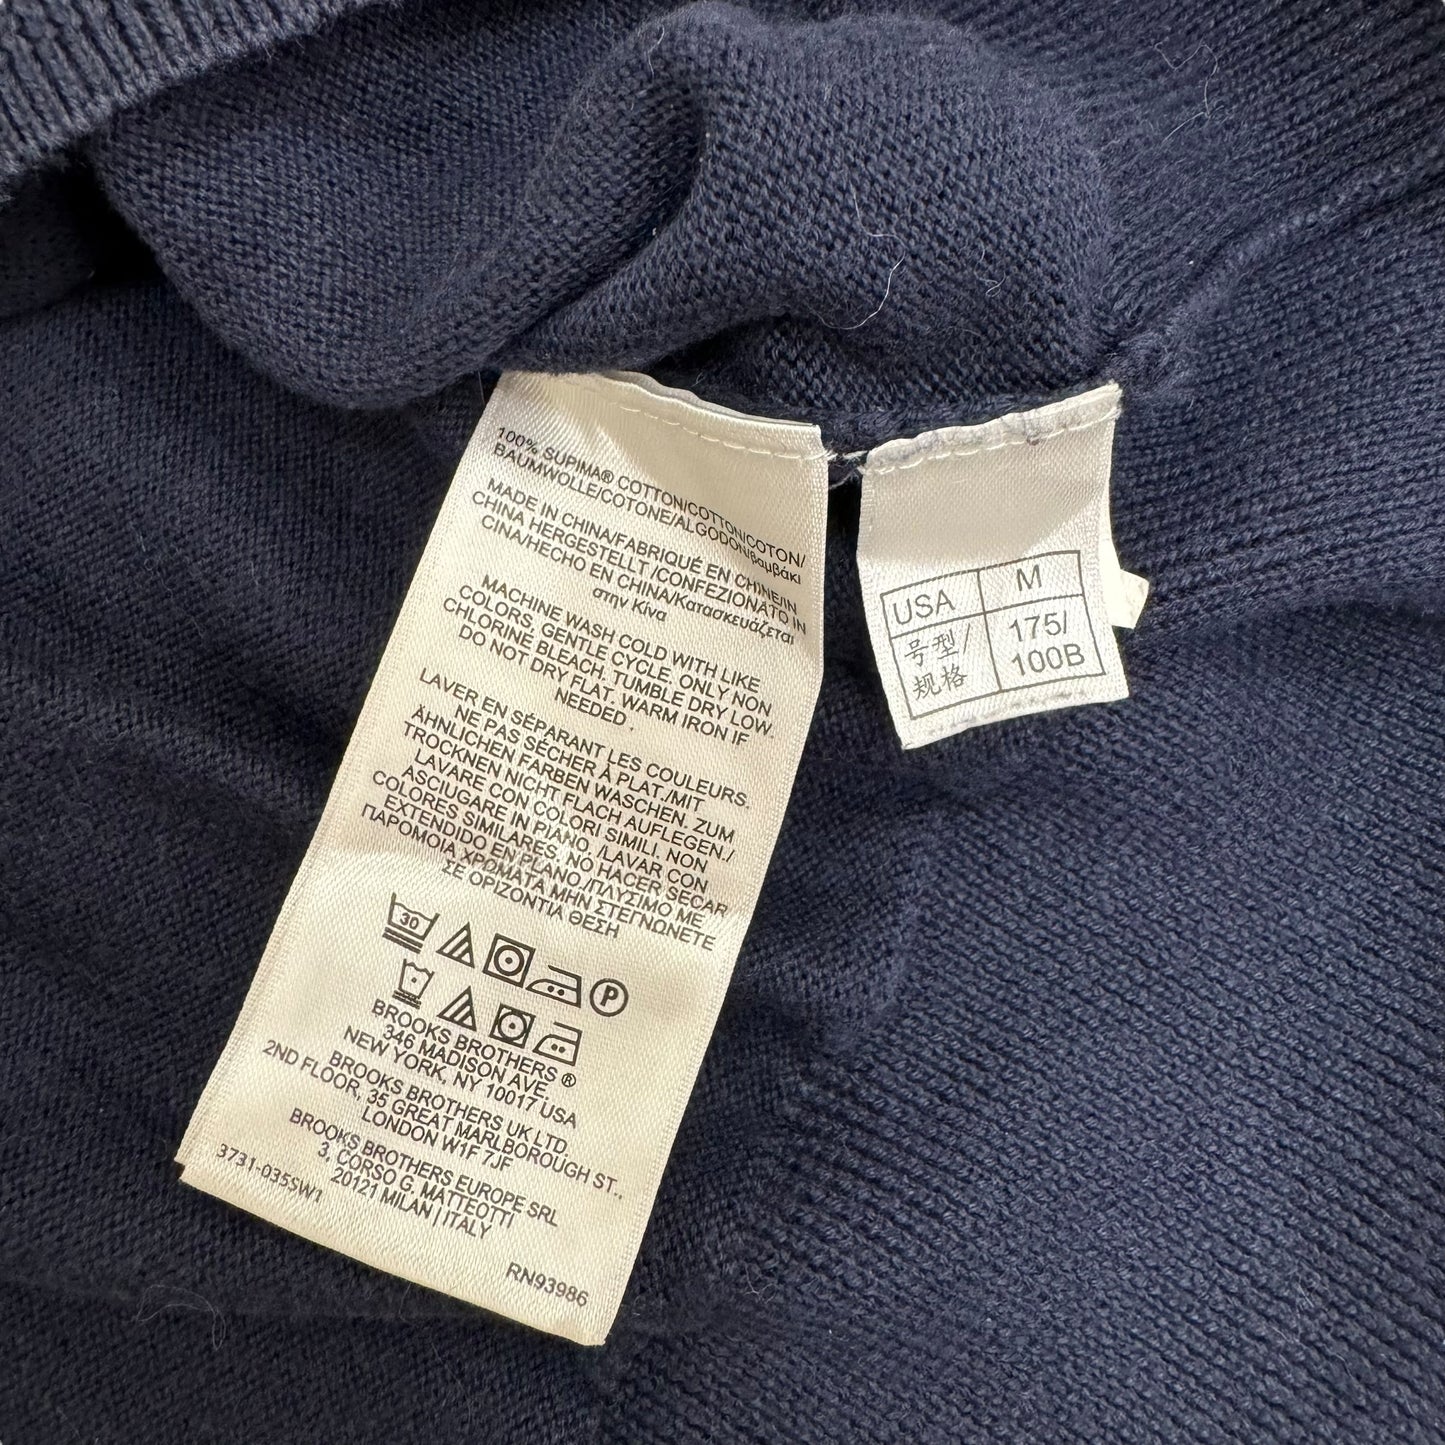 100% SUPIMA® COTTON/COTTON/COTON/
BAUMWOLLE/COTONE/ALGODON/βαμβάκι
MADE IN CHINA/FABRIQUÉ EN CHINE/IN
CHINA HERGESTELLT /CONFEZIONATO IN
CINA/HECHO EN CHINA/Κατασκευάζεται
στην Κίνα
MACHINE WASH COLD WITH LIKE
COLORS, GENTLE CYCLE. ONLY NON
CHLORINE BLEACH. TUMBLE DRY LOW.
DO NOT DRY FLAT. WARM IRON IF
NEEDED.
LAVER EN SÉPARANT LES COULEURS.
NE PAS SÉCHER À PLAT./MIT
ÄHNLICHEN FARBEN WASCHEN. ZUM
TROCKNEN NICHT FLACH AUFLEGEN./
LAVARE CON COLORI SIMILI, NON
ASCIUGARE IN PIANO /LAVAR CON
COLORES SIMILARES, NO HACER SECAR
EXTENDIDO EN PLANO /ΠΛΥΣΙΜΟ ΜΕ
ΠΑΡΟΜΟΙΑ ΧΡΩΜΑΤΑ ΜΗΝ ΣΤΕΓΝΩΝΕΤΕ
ΣΕ ΟΡΙΖΟΝΤΙΑ ΘΕΣΗ
30 P
BROOKS BROTHERS ®
346 MADISON AVE,
NEW YORK, NY 10017 USA
BROOKS BROTHERS UK LTD.
2ND FLOOR, 35 GREAT MARLBOROUGH ST.,
LONDON W1F 7JF
BROOKS BROTHERS EUROPE SRL
3, CORSO G. MATTEOTTI
20121 MILAN | ITALY
3731-035SW1
RN93986
USA M
号型/ 175/
规格 100B